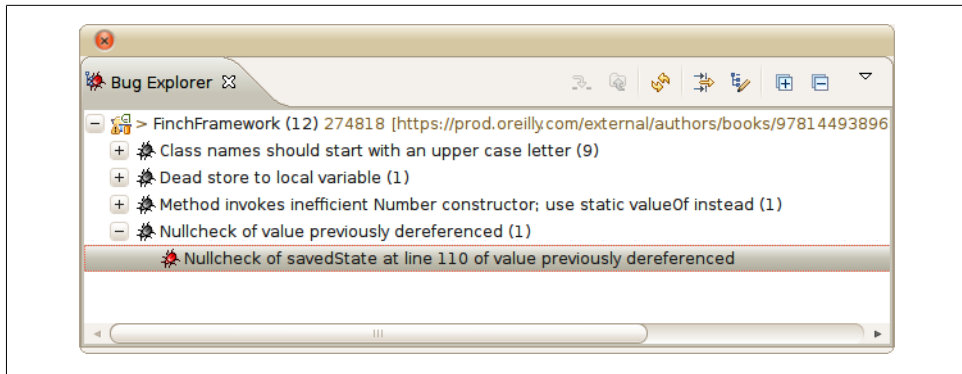 Bug Explorer
> FinchFramework (12) 274818 [https://prod.oreilly.com/external/authors/books/97814493896
Class names should start with an upper case letter (9)
Dead store to local variable (1)
Method invokes inefficient Number constructor; use static valueOf instead (1)
Nullcheck of value previously dereferenced (1)
Nullcheck of savedState at line 110 of value previously dereferenced